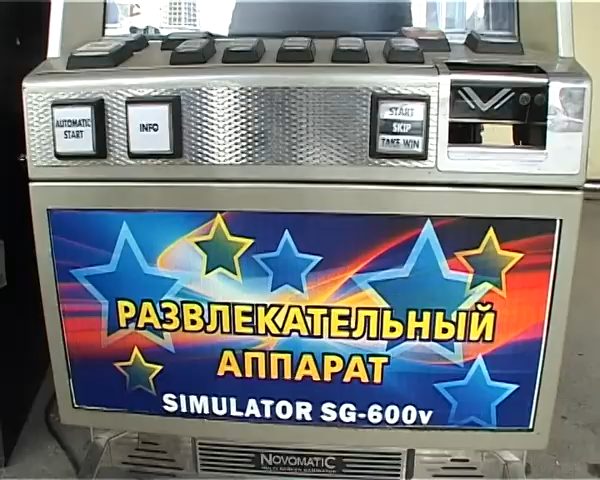 AUTOMATIC
START
INFO
START
SKIP
TAKE WIN
РАЗВЛЕКАТЕЛЬНЫЙ
АППАРАТ
SIMULATOR SG-600v
NOVOMATIC